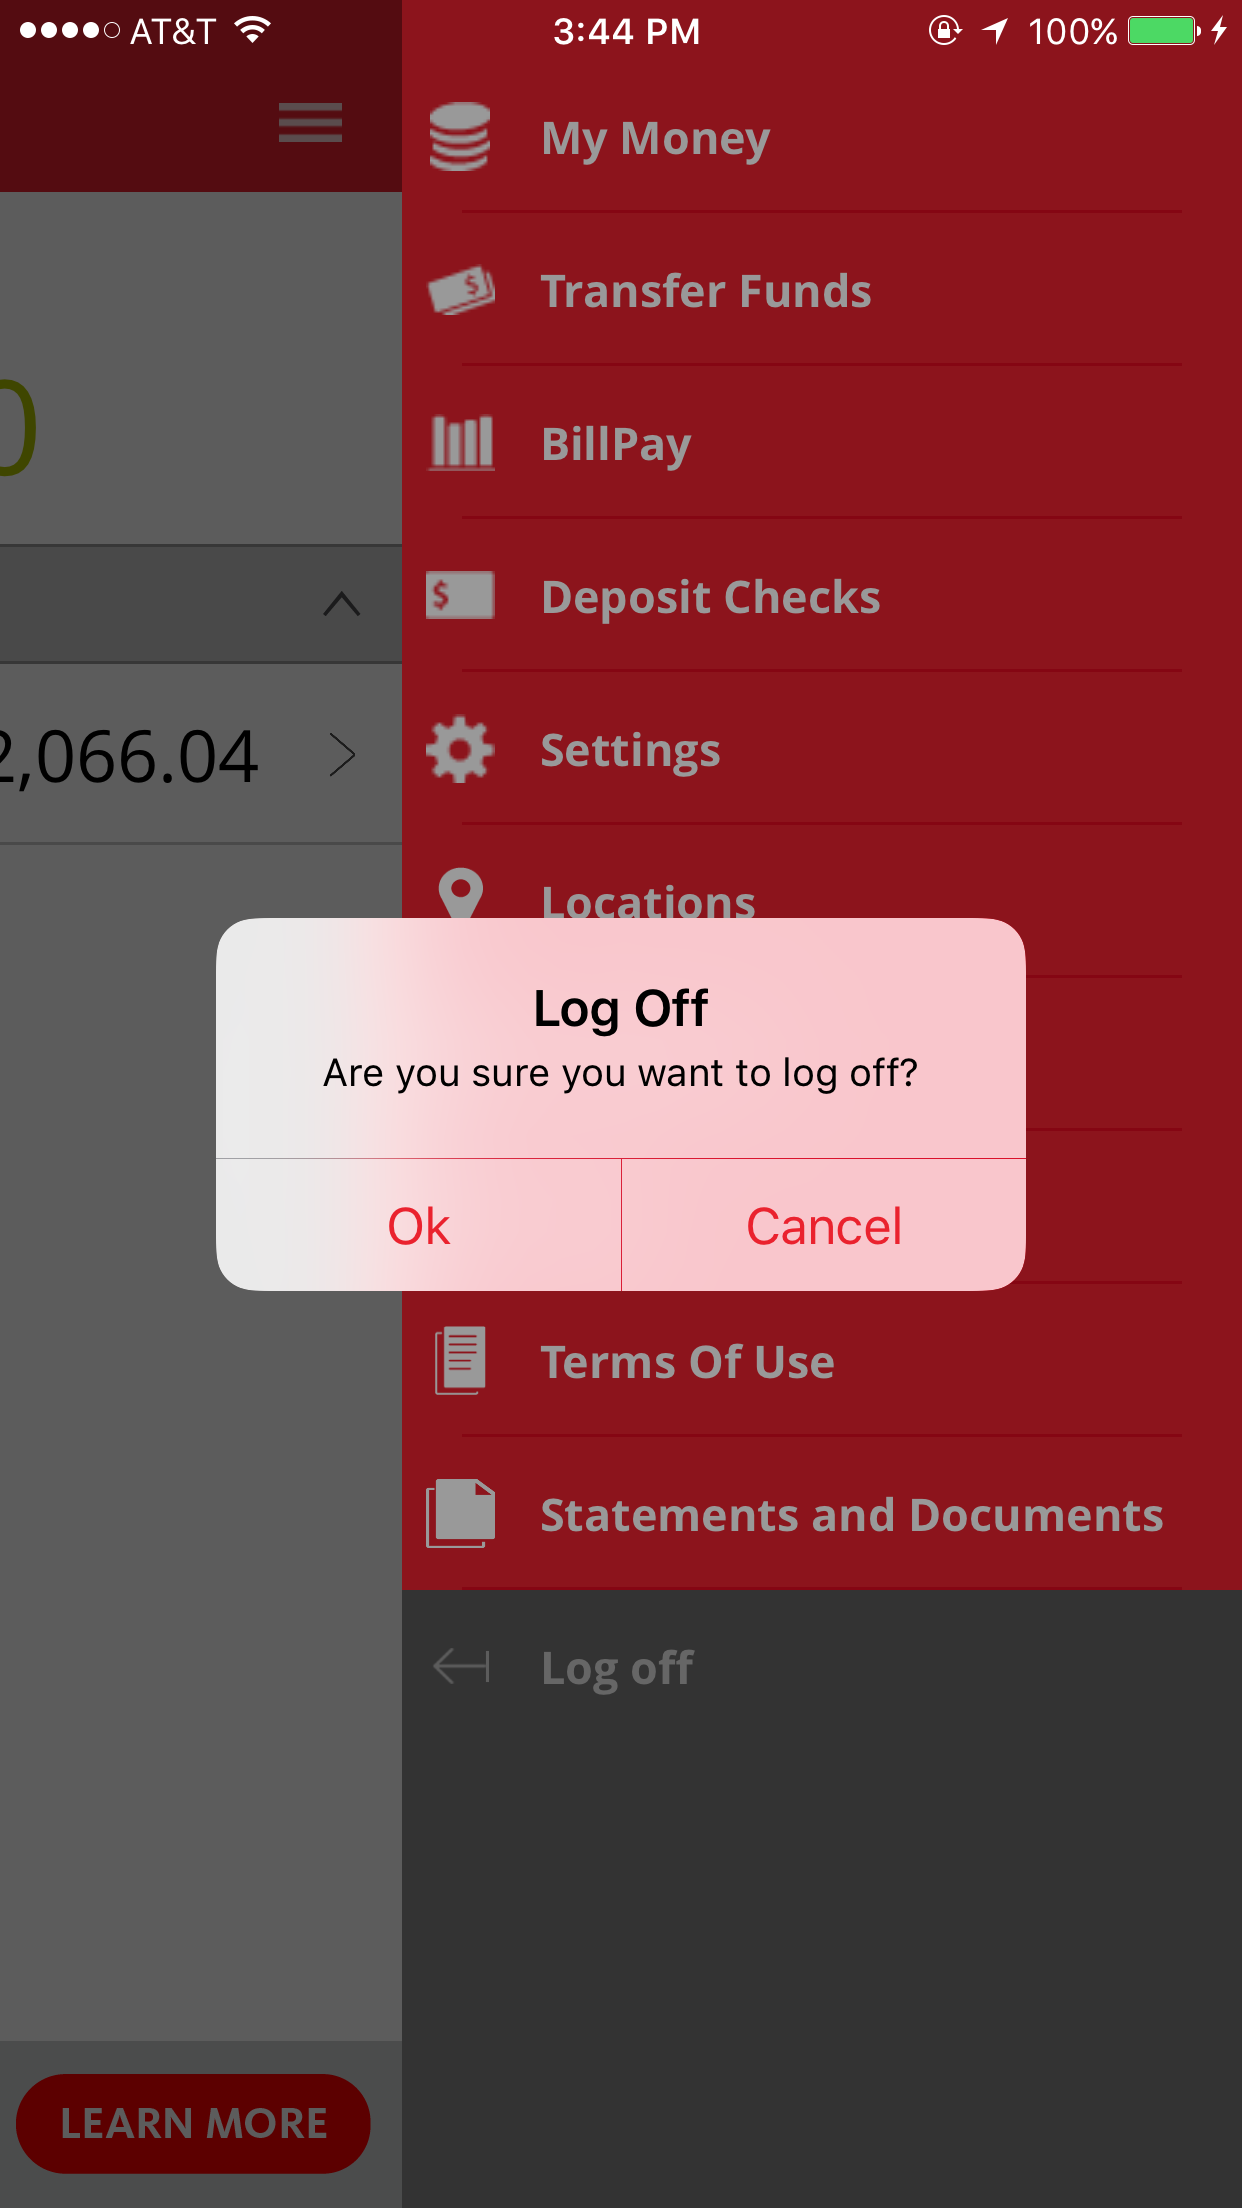 AT&T 3:44 PM 100%
My Money
Transfer Funds
0
BillPay
Deposit Checks
2,066.04
Settings
Locations
Log Off
Are you sure you want to log off?
Ok Cancel
Terms Of Use
Statements and Documents
Log off
LEARN MORE